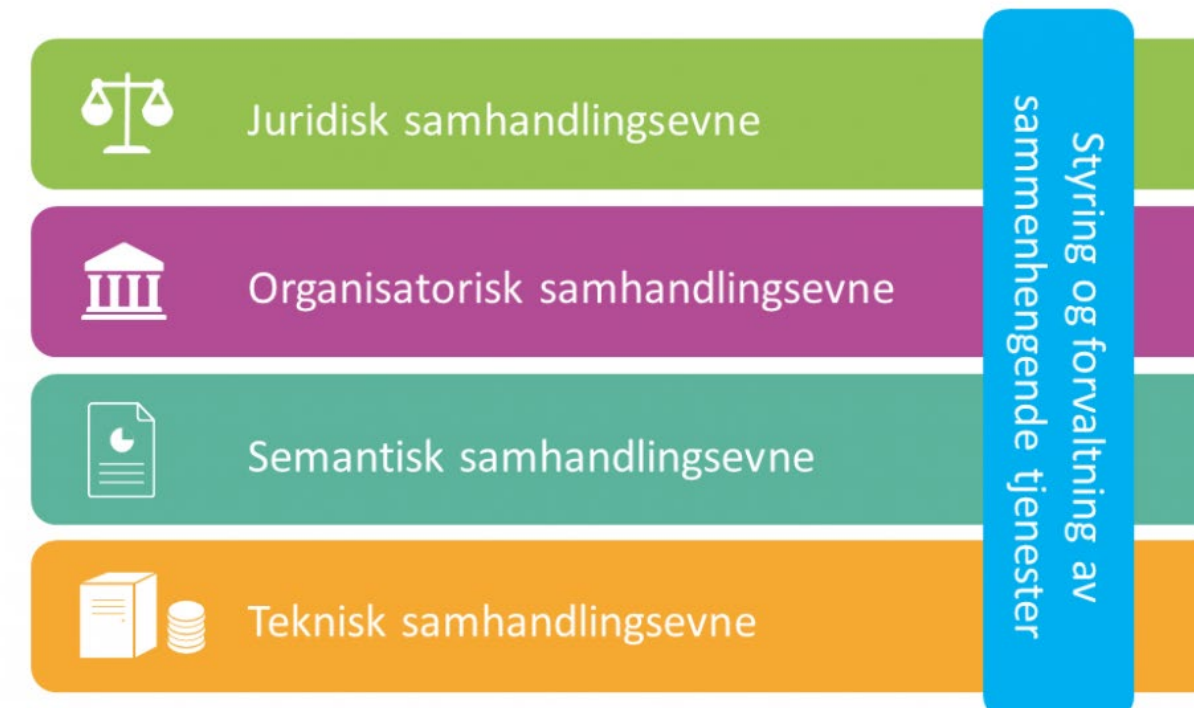 Juridisk samhandlingsevne
Organisatorisk samhandlingsevne
Semantisk samhandlingsevne
Teknisk samhandlingsevne
Styring og forvaltning av
sammenhengende tjenester